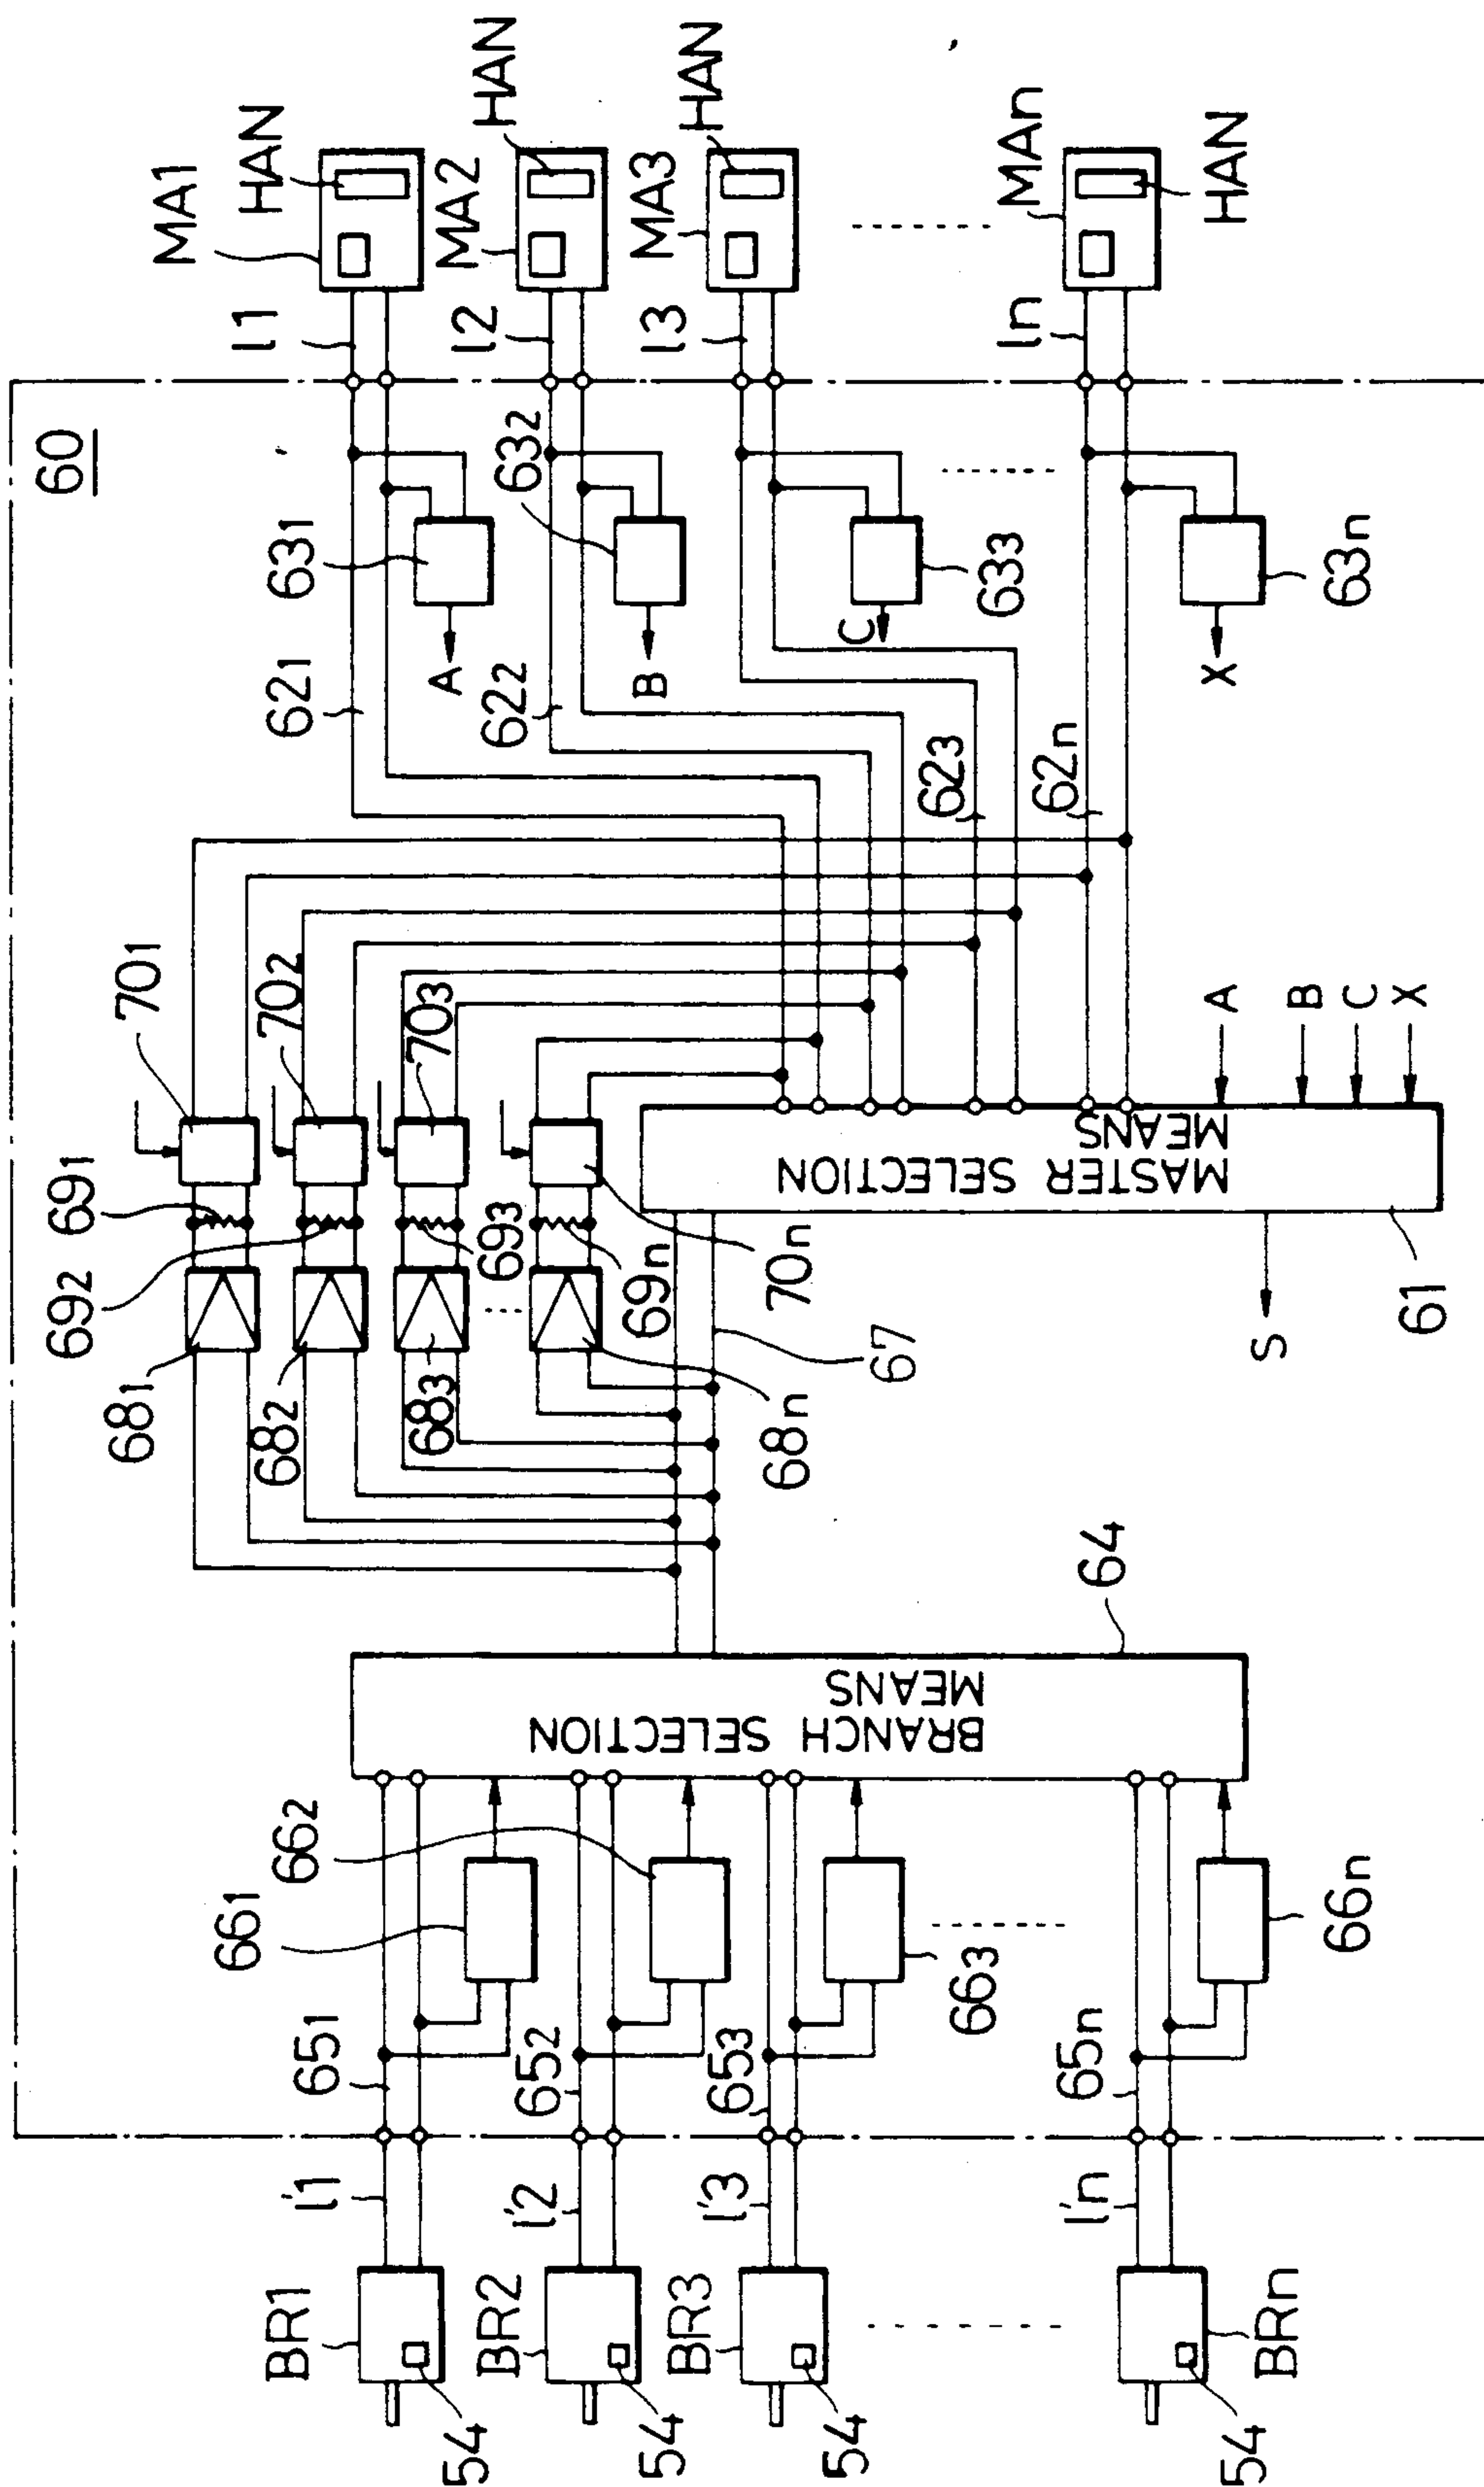 60
MA1
HAN
MA2
HAN
MA3
HAN
MAn
HAN
l1
l2
l3
ln
631
632
633
63n
A
B
C
X
621
622
623
62n
701
702
703
70n
691
692
693
69n
681
682
683
68n
67
MASTER SELECTION
MEANS
A
B
C
X
S
61
64
BRANCH SELECTION
MEANS
661
662
663
66n
651
652
653
65n
l'1
l'2
l'3
l'n
BR1
BR2
BR3
BRn
54
54
54
54